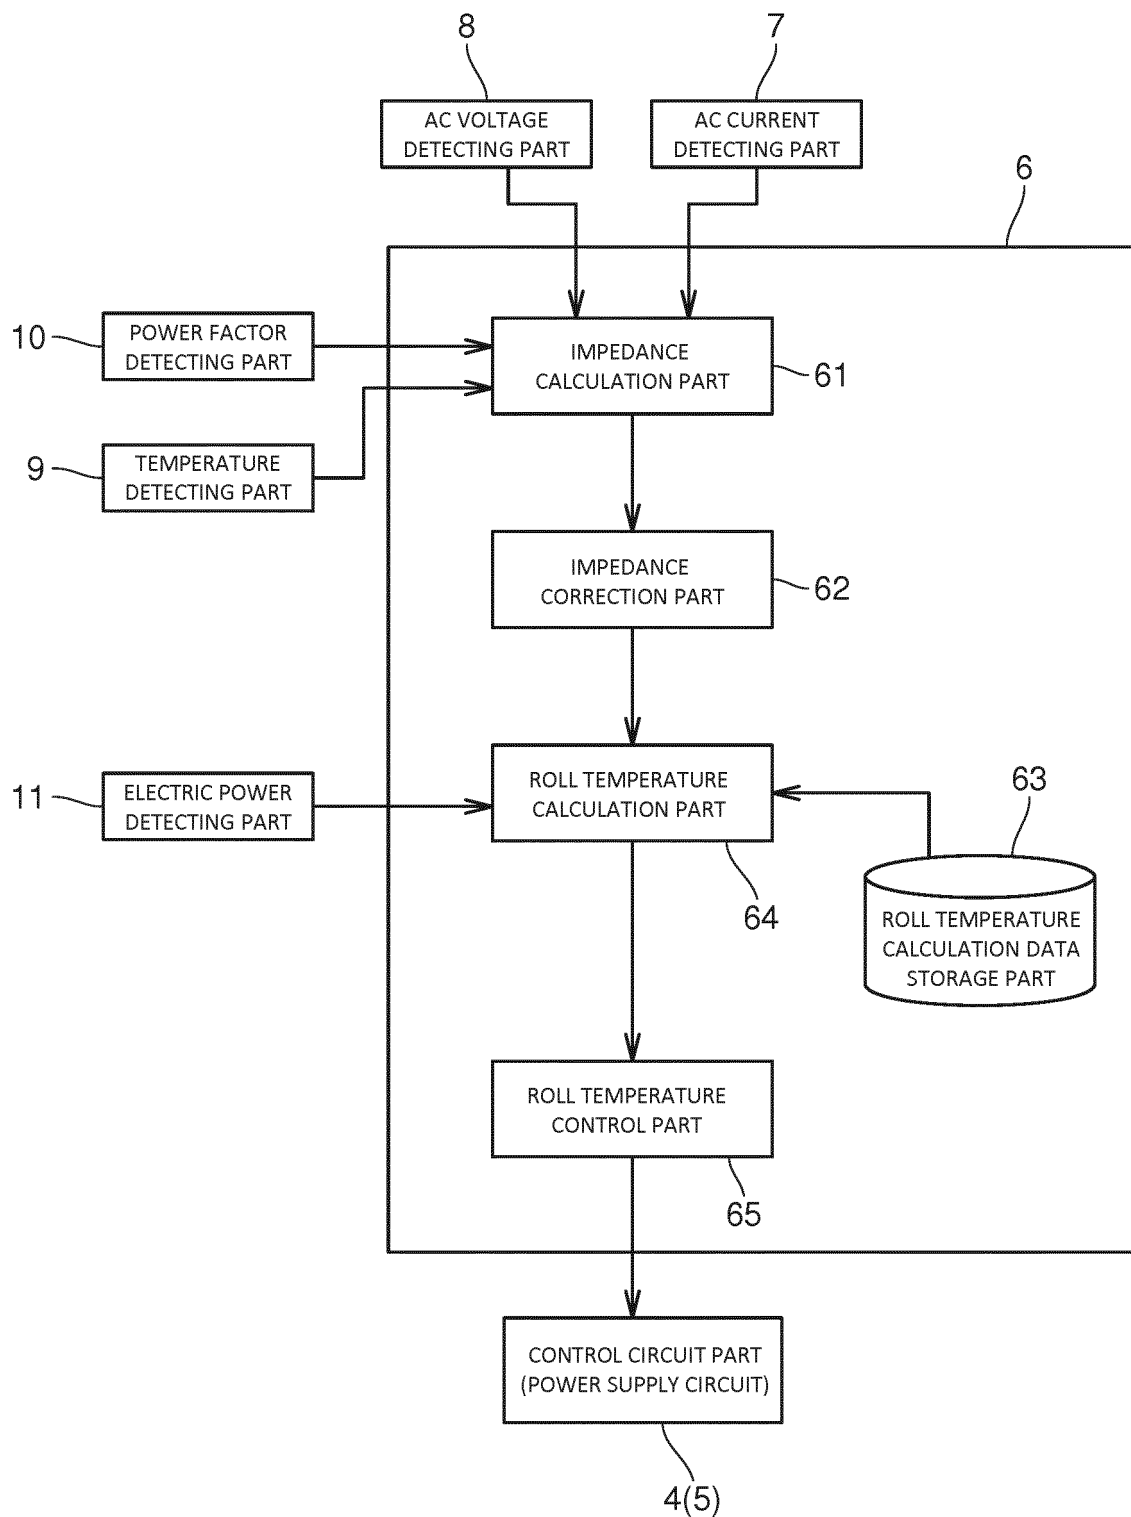 8
7
AC VOLTAGE
DETECTING PART
AC CURRENT
DETECTING PART
6
10
POWER FACTOR
DETECTING PART
IMPEDANCE
CALCULATION PART
61
9
TEMPERATURE
DETECTING PART
IMPEDANCE
CORRECTION PART
62
11
ELECTRIC POWER
DETECTING PART
ROLL TEMPERATURE
CALCULATION PART
63
64
ROLL TEMPERATURE
CALCULATION DATA
STORAGE PART
ROLL TEMPERATURE
CONTROL PART
65
CONTROL CIRCUIT PART
(POWER SUPPLY CIRCUIT)
4(5)